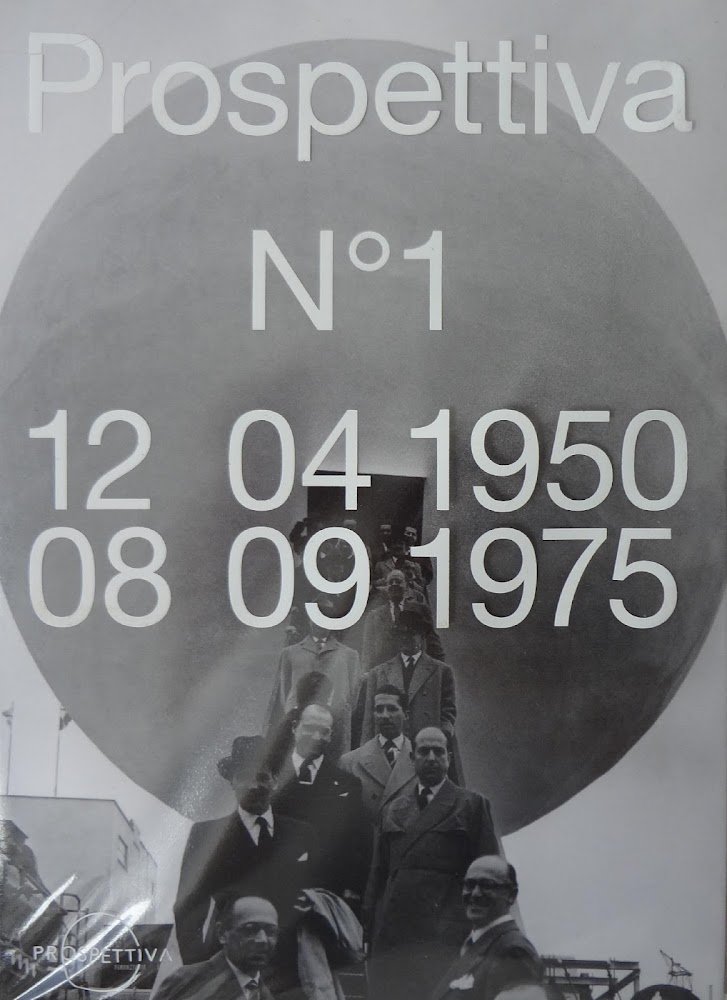 Prospettiva
N°1
12 04 1950
08 09 1975
PROSPETTIVA